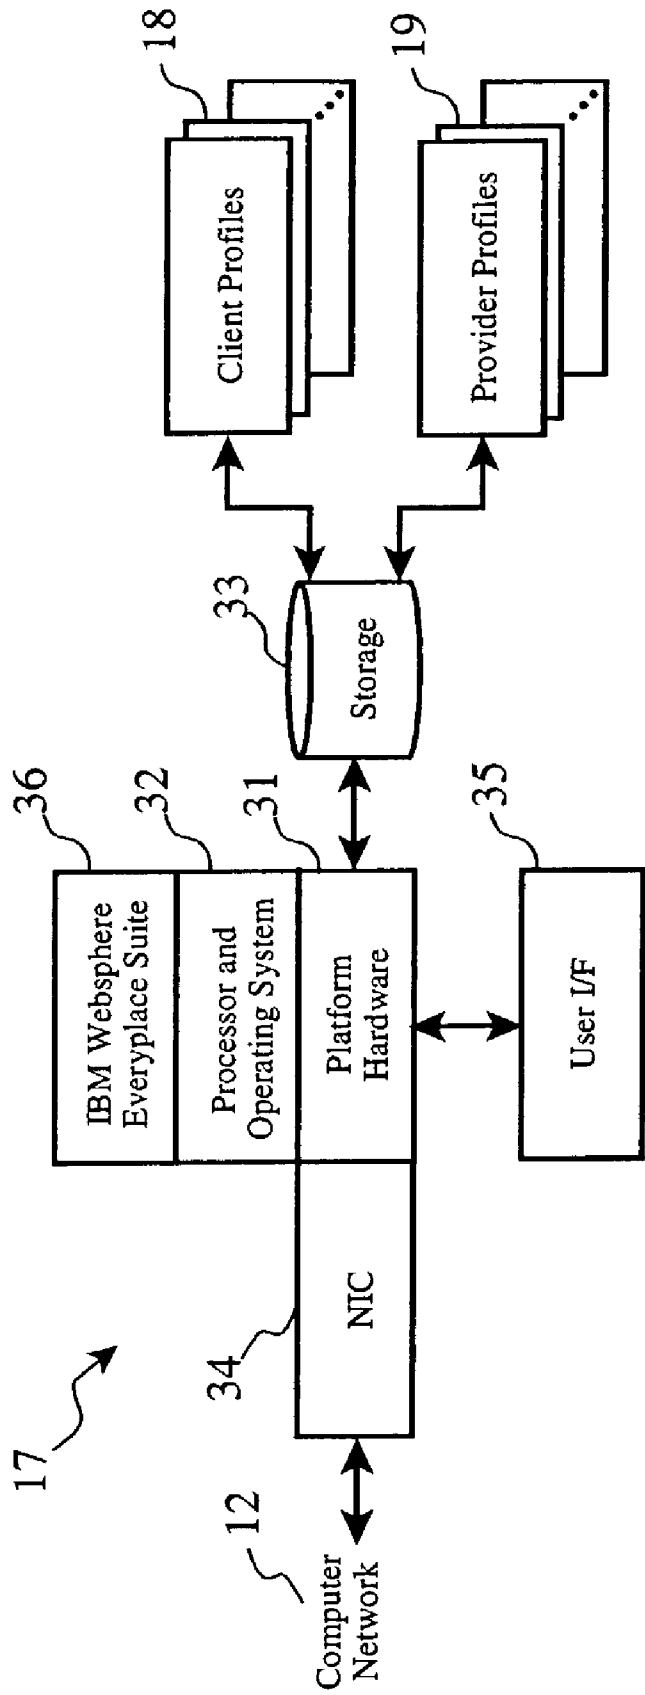 17
36
IBM Websphere
Everyplace Suite
32
Processor and
Operating System
31
Platform
Hardware
34
NIC
12
Computer
Network
35
User I/F
33
Storage
18
Client Profiles
19
Provider Profiles